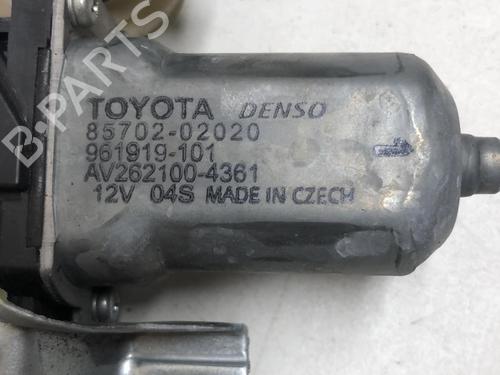 B-PARTS
TOYOTA DENSO
85702-02020
961919-101
AV262100-4361
12V 04S MADE IN CZECH